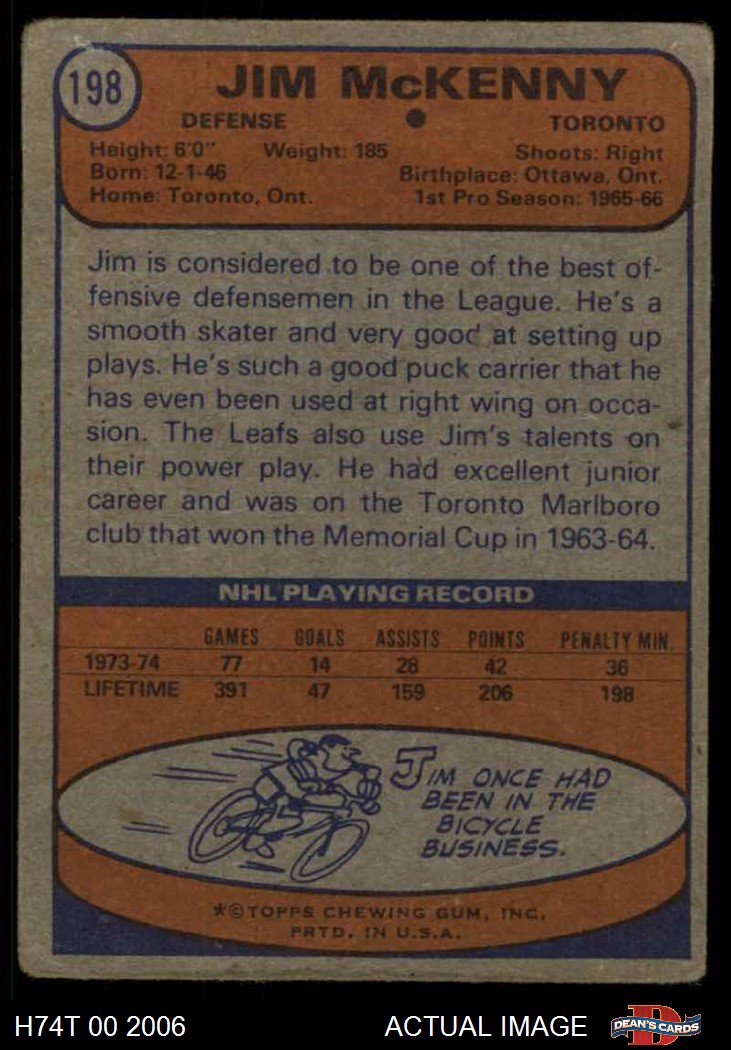 198
JIM McKENNY
DEFENSE TORONTO
Height: 6'0" Weight: 185 Shoots: Right
Born: 12-1-46 Birthplace: Ottawa, Ont.
Home: Toronto, Ont. 1st Pro Season: 1965-66
Jim is considered to be one of the best of-
fensive defensemen in the League. He's a
smooth skater and very good at setting up
plays. He's such a good puck carrier that he
has even been used at right wing on occa-
sion. The Leafs also use Jim's talents on
their power play. He had excellent junior
career and was on the Toronto Marlboro
club that won the Memorial Cup in 1963-64.
NHL PLAYING RECORD
GAMES GOALS ASSISTS POINTS PENALTY MIN.
1973-74 77 14 28 42 36
LIFETIME 391 47 159 206 198
JIM ONCE HAD
BEEN IN THE
BICYCLE
BUSINESS.
*©TOPPS CHEWING GUM, INC.
PRTD. IN U.S.A.
H74T 00 2006 ACTUAL IMAGE D DEAN'S CARDS